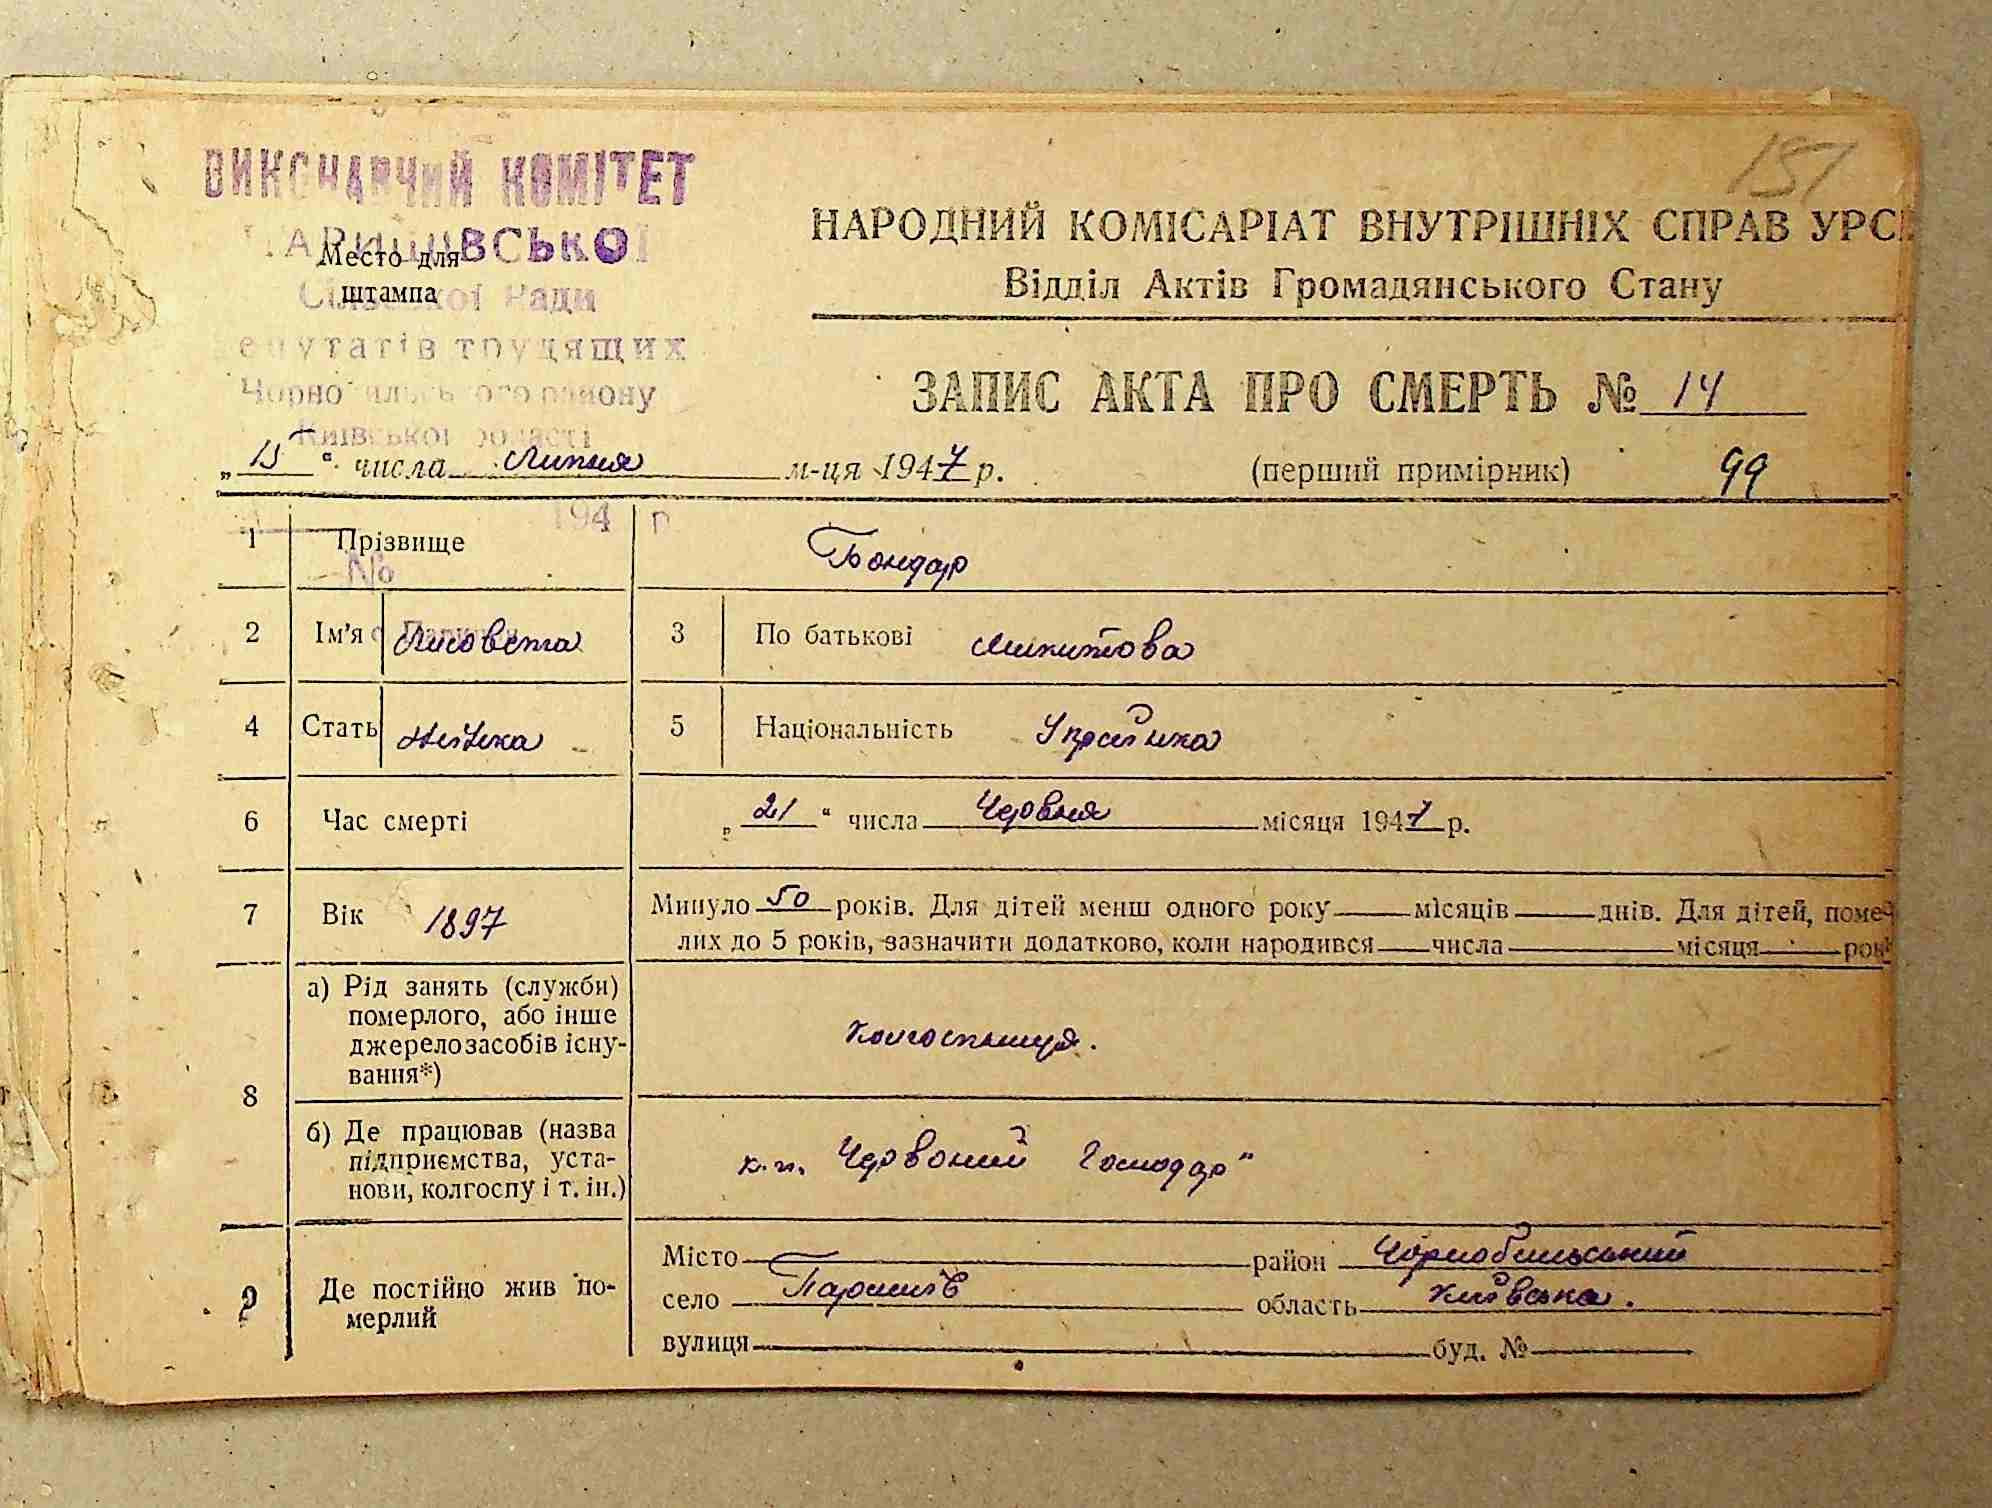 151
ВИКОНАВЧИЙ КОМІТЕТ
ПАРИШІВСЬКОЇ
Место для
штампа
Сільської Ради
депутатів трудящих
Чорнобильського району
Київської області
НАРОДНИЙ КОМІСАРІАТ ВНУТРІШНІХ СПРАВ УРСР
Відділ Актів Громадянського Стану
ЗАПИС АКТА ПРО СМЕРТЬ № 14
„15“ числа Липня м-ця 1947 р. (перший примірник) 99
194 р
№
1 Прізвище Бондар
2 Ім'я Лисовета 3 По батькові Микитова
4 Стать жіноча 5 Національність Українка
6 Час смерті „21“ числа Червня місяця 1947 р.
7 Вік 1897 Минуло 50 років. Для дітей менш одного року місяців днів. Для дітей, помер-
лих до 5 років, зазначити додатково, коли народився числа місяця року
8 а) Рід занять (служби)
померлого, або інше
джерело засобів існу-
вання*)
Колгоспниця.
б) Де працював (назва
підприємства, уста-
нови, колгоспу і т. ін.)
к.г. Червоний Господар"
9 Де постійно жив по-
мерлий
Місто район Чорнобильський
село Паришів область Київська.
вулиця буд. №